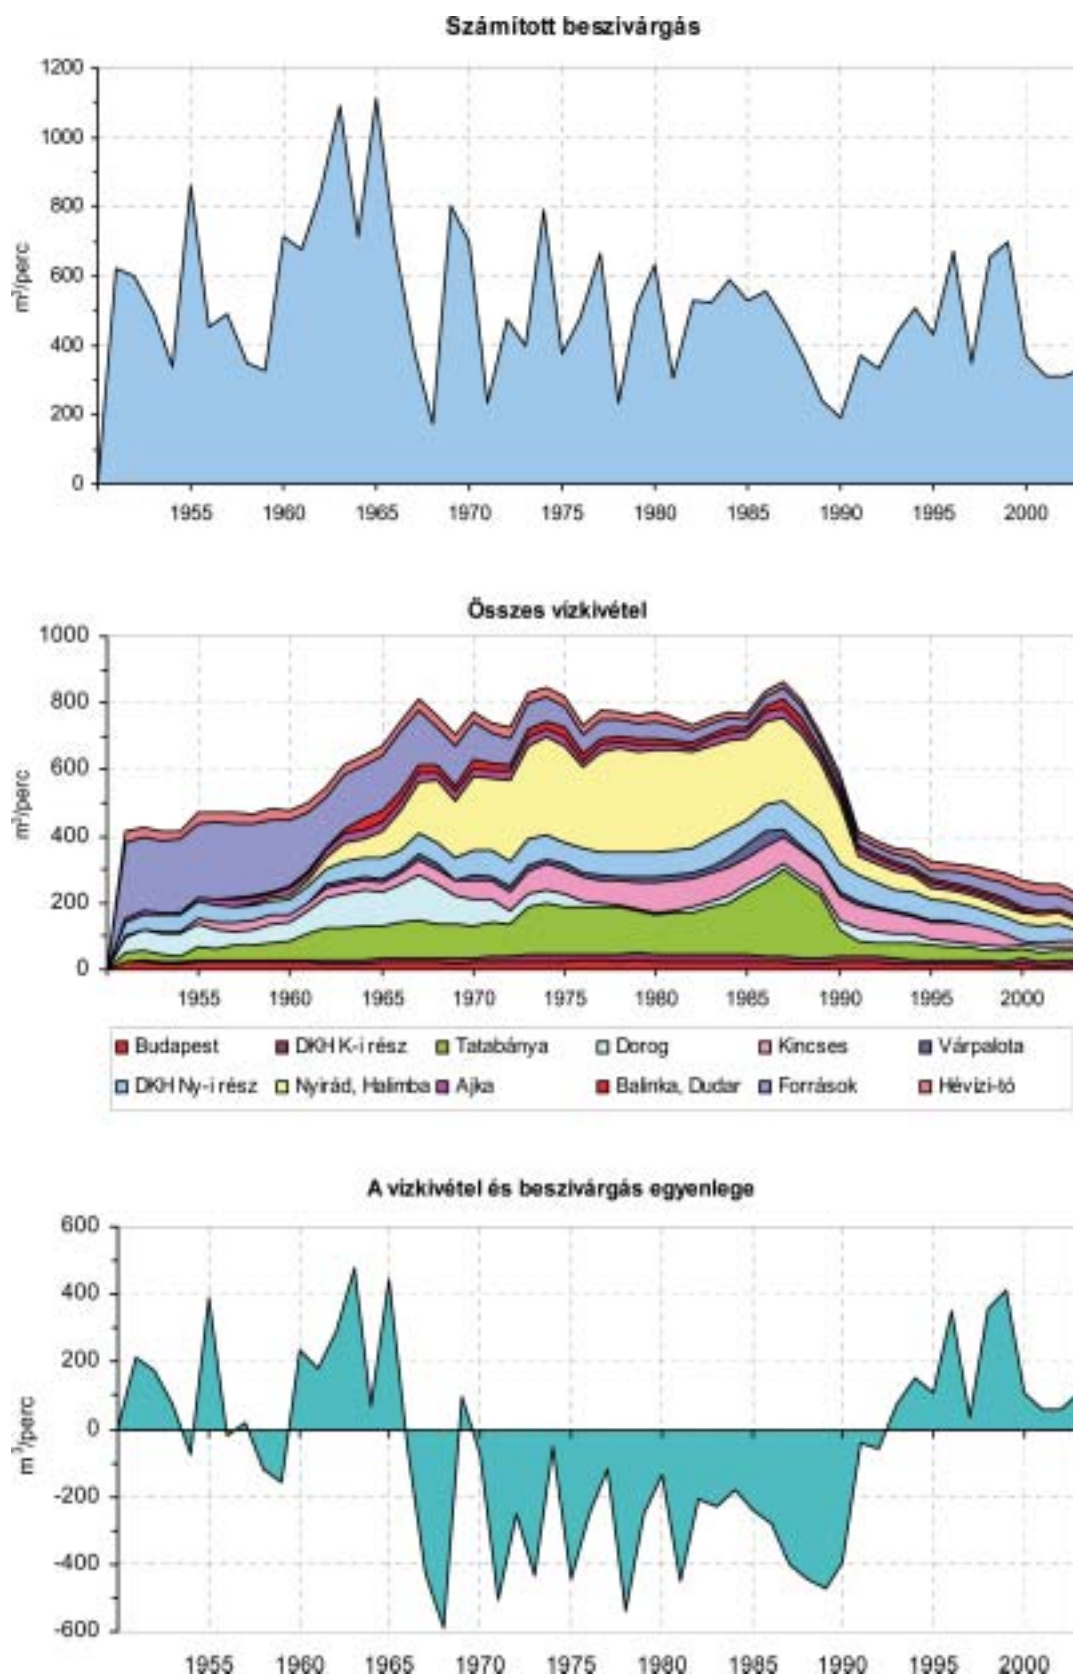 Számított beszivárgás
1200
1000
800
600
400
200
0
m³/perc
1955 1960 1965 1970 1975 1980 1985 1990 1995 2000
Összes vízkivétel
1000
800
600
400
200
0
m³/perc
1955 1960 1965 1970 1975 1980 1985 1990 1995 2000
Budapest DKH K-i rész Tatabánya Dorog Kincses Várpalota
DKH Ny-i rész Nyirád, Halimba Ajka Balinka, Dudar Források Hévízi-tó
A vízkivétel és beszivárgás egyenlege
600
400
200
0
-200
-400
-600
m³/perc
1955 1960 1965 1970 1975 1980 1985 1990 1995 2000